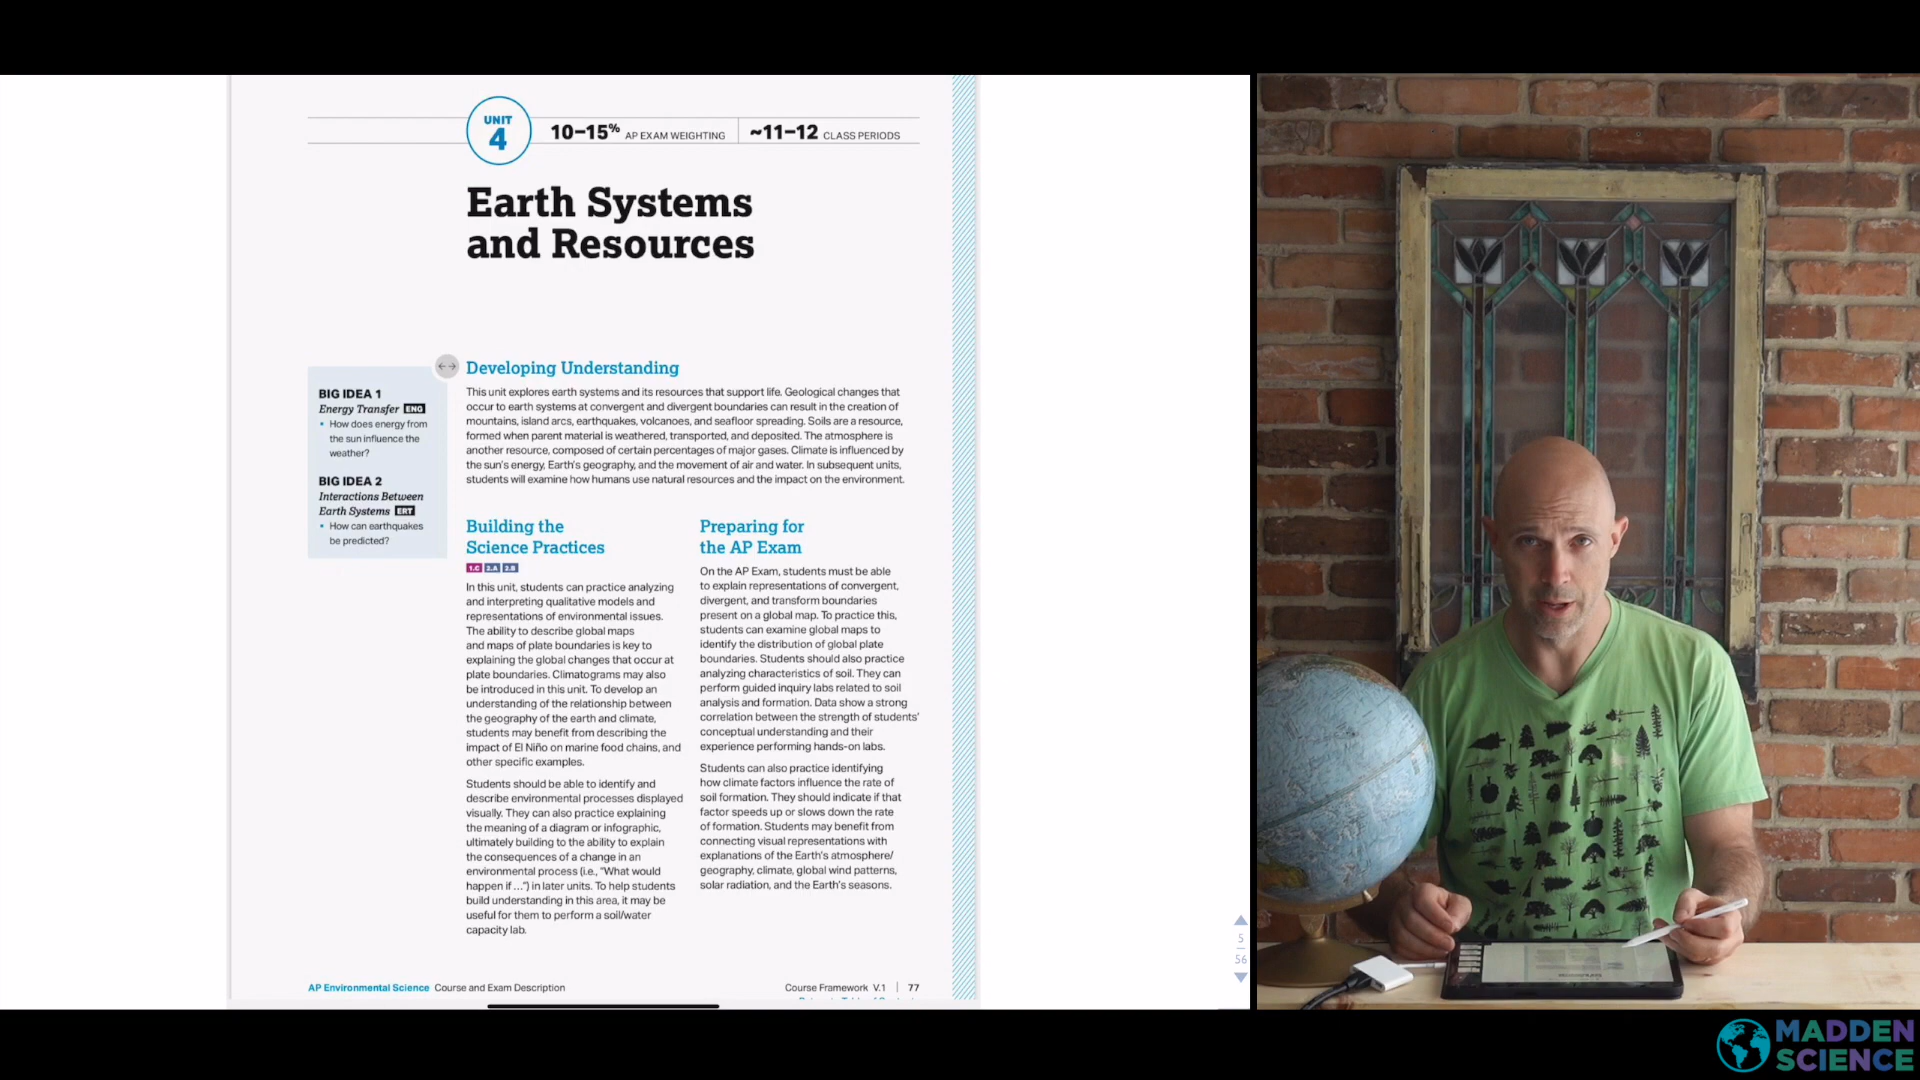 UNIT
4
10–15% AP EXAM WEIGHTING
~11–12 CLASS PERIODS
Earth Systems
and Resources
BIG IDEA 1
Energy Transfer ENG
• How does energy from
the sun influence the
weather?
BIG IDEA 2
Interactions Between
Earth Systems ERT
• How can earthquakes
be predicted?
Developing Understanding
This unit explores earth systems and its resources that support life. Geological changes that
occur to earth systems at convergent and divergent boundaries can result in the creation of
mountains, island arcs, earthquakes, volcanoes, and seafloor spreading. Soils are a resource,
formed when parent material is weathered, transported, and deposited. The atmosphere is
another resource, composed of certain percentages of major gases. Climate is influenced by
the sun's energy, Earth's geography, and the movement of air and water. In subsequent units,
students will examine how humans use natural resources and the impact on the environment.
Building the
Science Practices
1.C 2.A 2.B
In this unit, students can practice analyzing
and interpreting qualitative models and
representations of environmental issues.
The ability to describe global maps
and maps of plate boundaries is key to
explaining the global changes that occur at
plate boundaries. Climatograms may also
be introduced in this unit. To develop an
understanding of the relationship between
the geography of the earth and climate,
students may benefit from describing the
impact of El Niño on marine food chains, and
other specific examples.
Students should be able to identify and
describe environmental processes displayed
visually. They can also practice explaining
the meaning of a diagram or infographic,
ultimately building to the ability to explain
the consequences of a change in an
environmental process (i.e., "What would
happen if ...") in later units. To help students
build understanding in this area, it may be
useful for them to perform a soil/water
capacity lab.
Preparing for
the AP Exam
On the AP Exam, students must be able
to explain representations of convergent,
divergent, and transform boundaries
present on a global map. To practice this,
students can examine global maps to
identify the distribution of global plate
boundaries. Students should also practice
analyzing characteristics of soil. They can
perform guided inquiry labs related to soil
analysis and formation. Data show a strong
correlation between the strength of students'
conceptual understanding and their
experience performing hands-on labs.
Students can also practice identifying
how climate factors influence the rate of
soil formation. They should indicate if that
factor speeds up or slows down the rate
of formation. Students may benefit from
connecting visual representations with
explanations of the Earth's atmosphere/
geography, climate, global wind patterns,
solar radiation, and the Earth's seasons.
AP Environmental Science Course and Exam Description
Course Framework V.1 | 77
5
56
MADDEN
SCIENCE